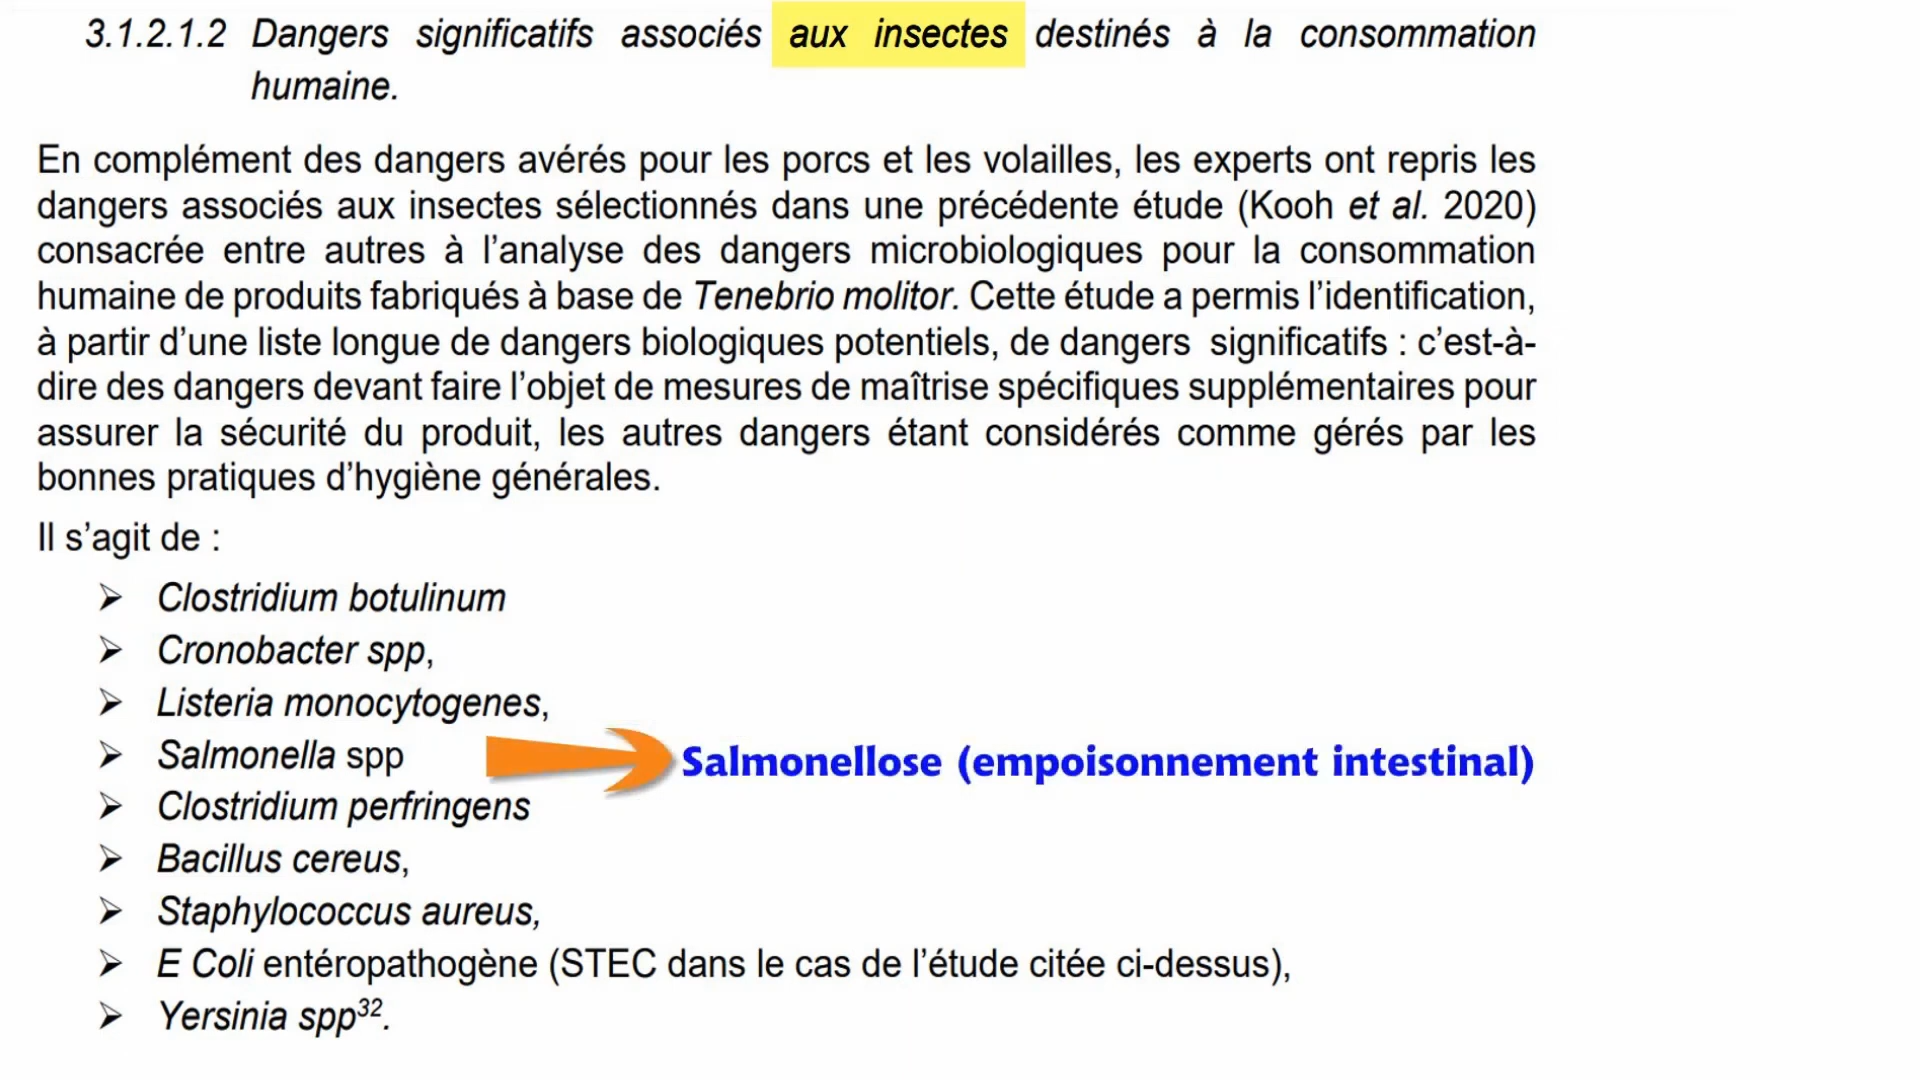 3.1.2.1.2 Dangers significatifs associés aux insectes destinés à la consommation
humaine.
En complément des dangers avérés pour les porcs et les volailles, les experts ont repris les
dangers associés aux insectes sélectionnés dans une précédente étude (Kooh et al. 2020)
consacrée entre autres à l’analyse des dangers microbiologiques pour la consommation
humaine de produits fabriqués à base de Tenebrio molitor. Cette étude a permis l’identification,
à partir d’une liste longue de dangers biologiques potentiels, de dangers significatifs : c’est-à-
dire des dangers devant faire l’objet de mesures de maîtrise spécifiques supplémentaires pour
assurer la sécurité du produit, les autres dangers étant considérés comme gérés par les
bonnes pratiques d’hygiène générales.
Il s’agit de :
➢ Clostridium botulinum
➢ Cronobacter spp,
➢ Listeria monocytogenes,
➢ Salmonella spp Salmonellose (empoisonnement intestinal)
➢ Clostridium perfringens
➢ Bacillus cereus,
➢ Staphylococcus aureus,
➢ E Coli entéropathogène (STEC dans le cas de l’étude citée ci-dessus),
➢ Yersinia spp³².